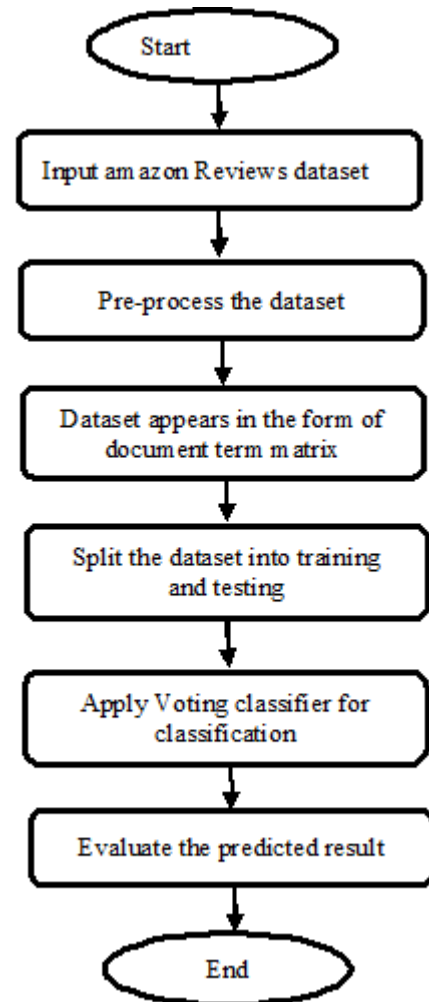 Start
Input amazon Reviews dataset
Pre-process the dataset
Dataset appears in the form of
document term matrix
Split the dataset into training
and testing
Apply Voting classifier for
classification
Evaluate the predicted result
End